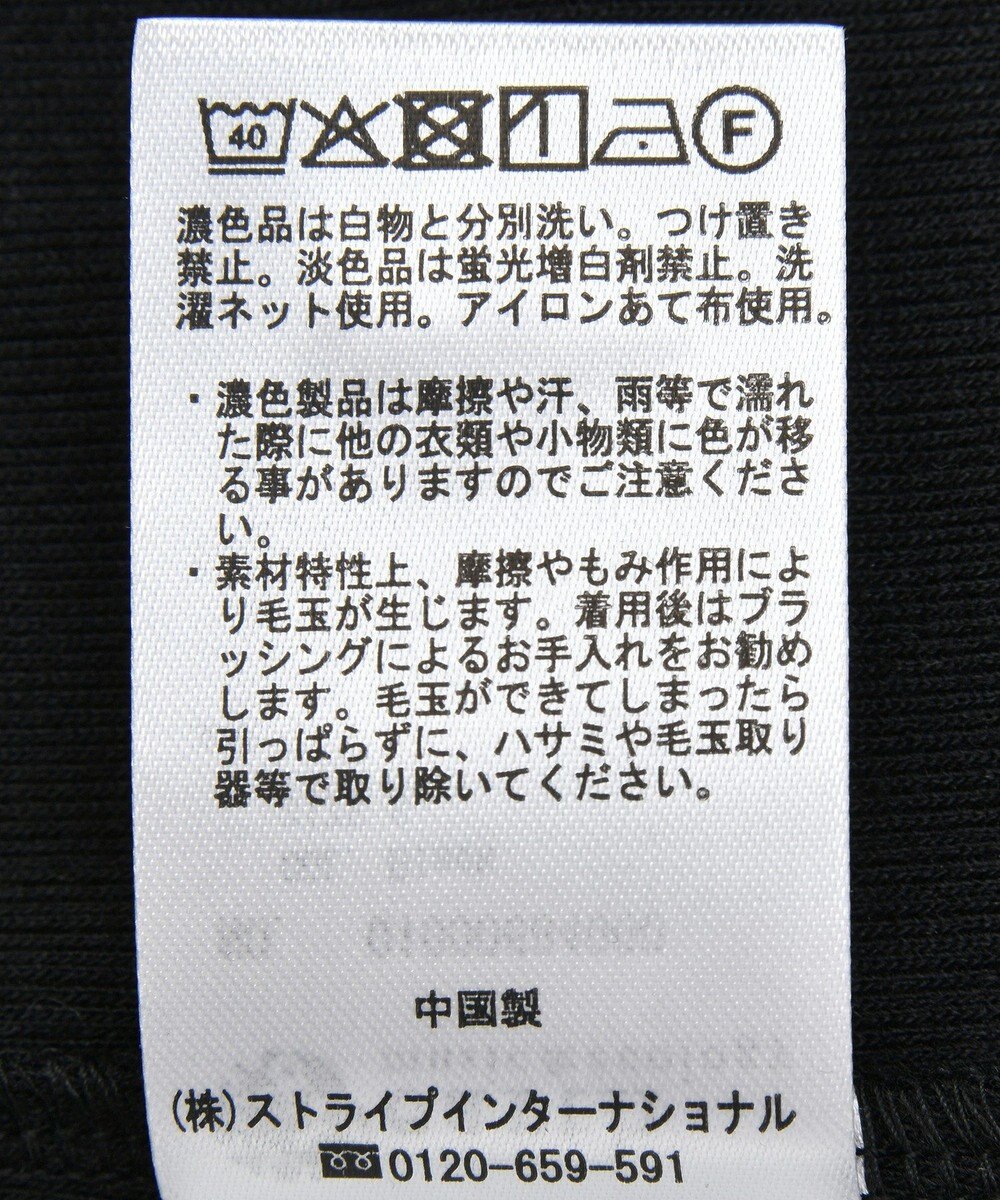 40 F
濃色品は白物と分別洗い。つけ置き
禁止。淡色品は蛍光増白剤禁止。洗
濯ネット使用。アイロンあて布使用。
・濃色製品は摩擦や汗、雨等で濡れ
た際に他の衣類や小物類に色が移
る事がありますのでご注意くださ
い。
・素材特性上、摩擦やもみ作用によ
り毛玉が生じます。着用後はブラ
ッシングによるお手入れをお勧め
します。毛玉ができてしまったら
引っぱらずに、ハサミや毛玉取り
器等で取り除いてください。
中国製
(株)ストライプインターナショナル
0120-659-591